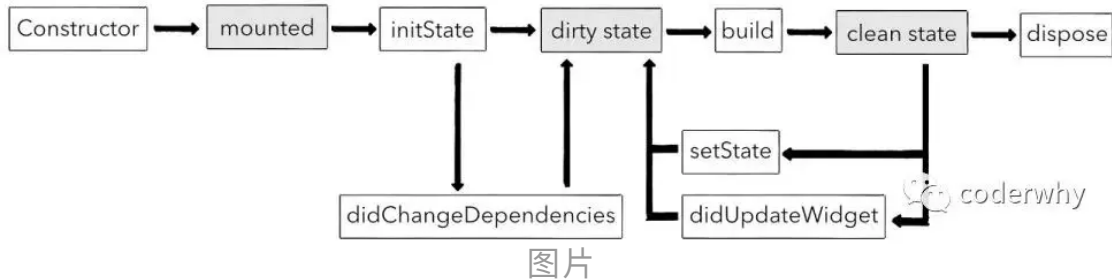 Constructor
mounted
initState
dirty state
build
clean state
dispose
setState
didChangeDependencies
didUpdateWidget
coderwhy
图片